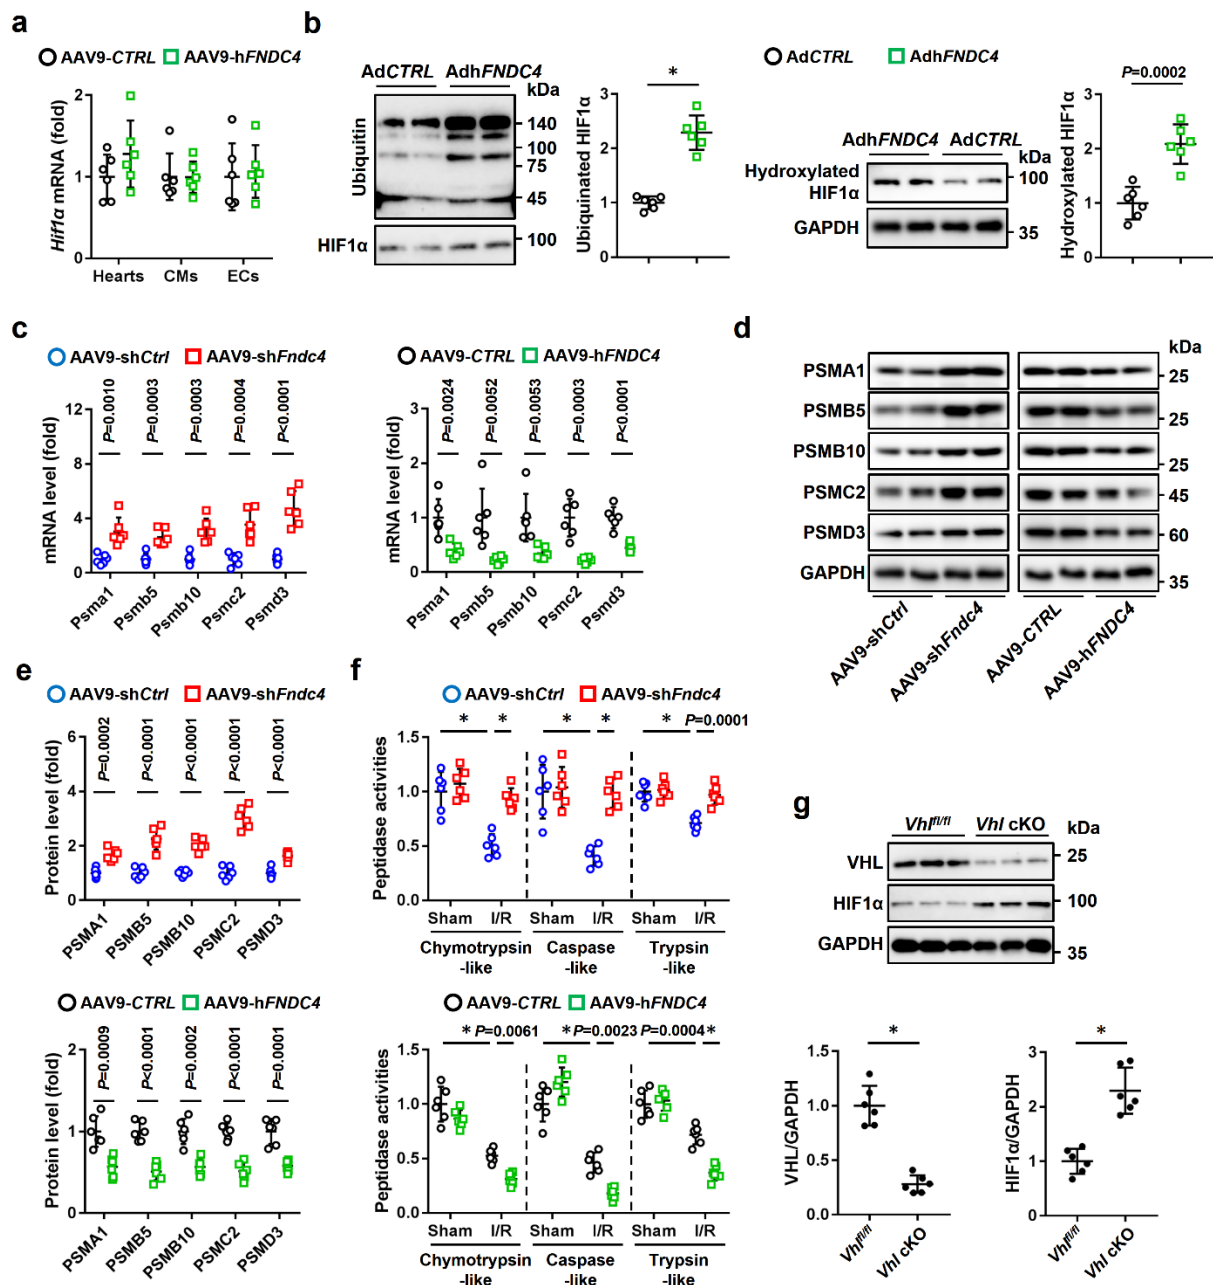 a
AAV9-CTRL AAV9-hFNDC4
Hif1α mRNA (fold)
2
1
0
Hearts CMs ECs
b
AdCTRL AdhFNDC4
kDa
Ubiquitin
140
100
75
45
HIF1α
100
Ubiquinated HIF1α
3
2
1
0
*
AdCTRL AdhFNDC4
AdhFNDC4 AdCTRL
kDa
Hydroxylated
HIF1α
100
GAPDH
35
Hydroxylated HIF1α
3
2
1
0
P=0.0002
c
AAV9-shCtrl AAV9-shFndc4
mRNA level (fold)
12
8
4
0
P=0.0010
P=0.0003
P=0.0003
P=0.0004
P<0.0001
Psma1 Psmb5 Psmb10 Psmc2 Psmd3
AAV9-CTRL AAV9-hFNDC4
mRNA level (fold)
3
2
1
0
P=0.0024
P=0.0052
P=0.0053
P=0.0003
P<0.0001
Psma1 Psmb5 Psmb10 Psmc2 Psmd3
d
kDa
PSMA1 25
PSMB5 25
PSMB10 25
PSMC2 45
PSMD3 60
GAPDH 35
AAV9-shCtrl AAV9-shFndc4 AAV9-CTRL AAV9-hFNDC4
e
AAV9-shCtrl AAV9-shFndc4
Protein level (fold)
6
4
2
0
P=0.0002
P<0.0001
P<0.0001
P<0.0001
P<0.0001
PSMA1 PSMB5 PSMB10 PSMC2 PSMD3
AAV9-CTRL AAV9-hFNDC4
Protein level (fold)
2
1
0
P=0.0009
P<0.0001
P=0.0002
P<0.0001
P=0.0001
PSMA1 PSMB5 PSMB10 PSMC2 PSMD3
f
AAV9-shCtrl AAV9-shFndc4
* * * * * P=0.0001
Peptidase activities
1.5
1.0
0.5
0
Sham I/R Sham I/R Sham I/R
Chymotrypsin Caspase-like Trypsin
-like -like
AAV9-CTRL AAV9-hFNDC4
* P=0.0061 * P=0.0023 P=0.0004 *
Peptidase activities
1.5
1.0
0.5
0.0
Sham I/R Sham I/R Sham I/R
Chymotrypsin Caspase-like Trypsin
-like -like
g
Vhlfl/fl Vhl cKO
kDa
VHL 25
HIF1α 100
GAPDH 35
*
VHL/GAPDH
1.5
1.0
0.5
0.0
Vhlfl/fl Vhl cKO
*
HIF1α/GAPDH
3
2
1
0
Vhlfl/fl Vhl cKO